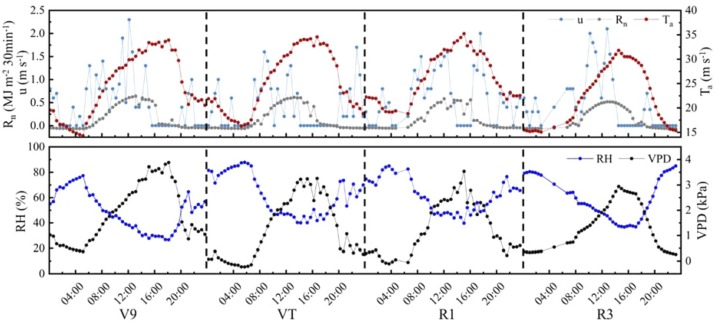 u R_n T_a
R_n (MJ m-2 30min-1)
u (m s-1)
2.5
2.0
1.5
1.0
0.5
0.0
40
35
30
25
20
15
T_a (m s-1)
RH VPD
RH (%)
100
80
60
40
20
0
4
3
2
1
0
VPD (kPa)
04:00 08:00 12:00 16:00 20:00 04:00 08:00 12:00 16:00 20:00 04:00 08:00 12:00 16:00 20:00 04:00 08:00 12:00 16:00 20:00
V9 VT R1 R3